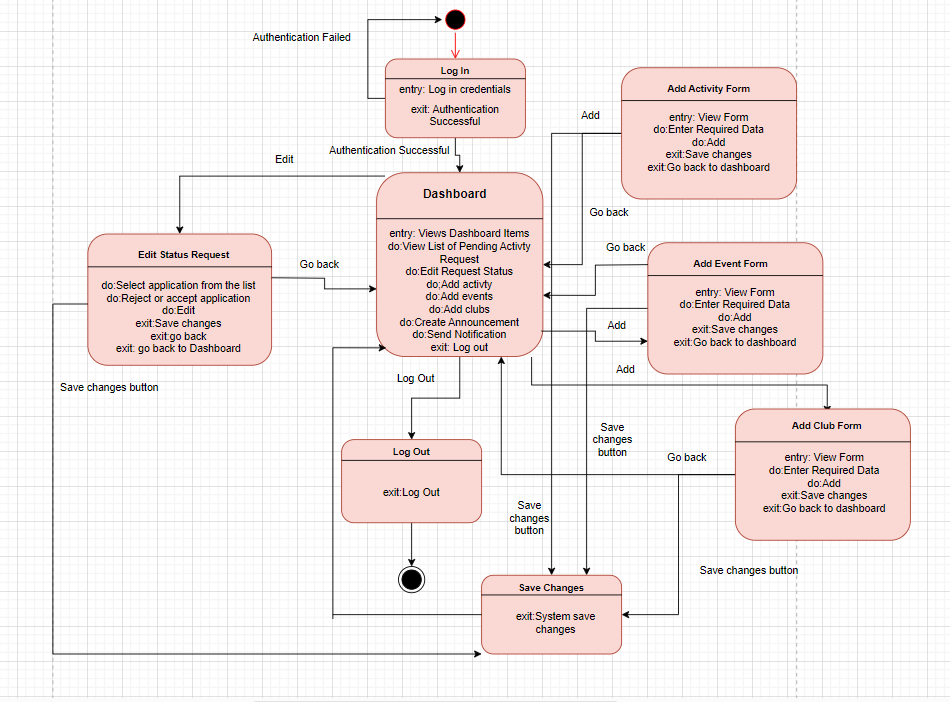 Authentication Failed
Log In
entry: Log in credentials
exit: Authentication
Successful
Authentication Successful
Add Activity Form
entry: View Form
do:Enter Required Data
do:Add
exit:Save changes
exit:Go back to dashboard
Add
Edit
Dashboard
entry: Views Dashboard Items
do:View List of Pending Activty
Request
do:Edit Request Status
do;Add activty
do:Add events
do:Add clubs
do:Create Announcement
do:Send Notification
exit: Log out
Go back
Edit Status Request
do:Select application from the list
do:Reject or accept application
do:Edit
exit:Save changes
exit:go back
exit: go back to Dashboard
Go back
Go back
Add Event Form
entry: View Form
do:Enter Required Data
do:Add
exit:Save changes
exit:Go back to dashboard
Add
Add
Save changes button
Log Out
Log Out
exit:Log Out
Save
changes
button
Go back
Add Club Form
entry: View Form
do:Enter Required Data
do:Add
exit:Save changes
exit:Go back to dashboard
Save
changes
button
Save changes button
Save Changes
exit:System save
changes